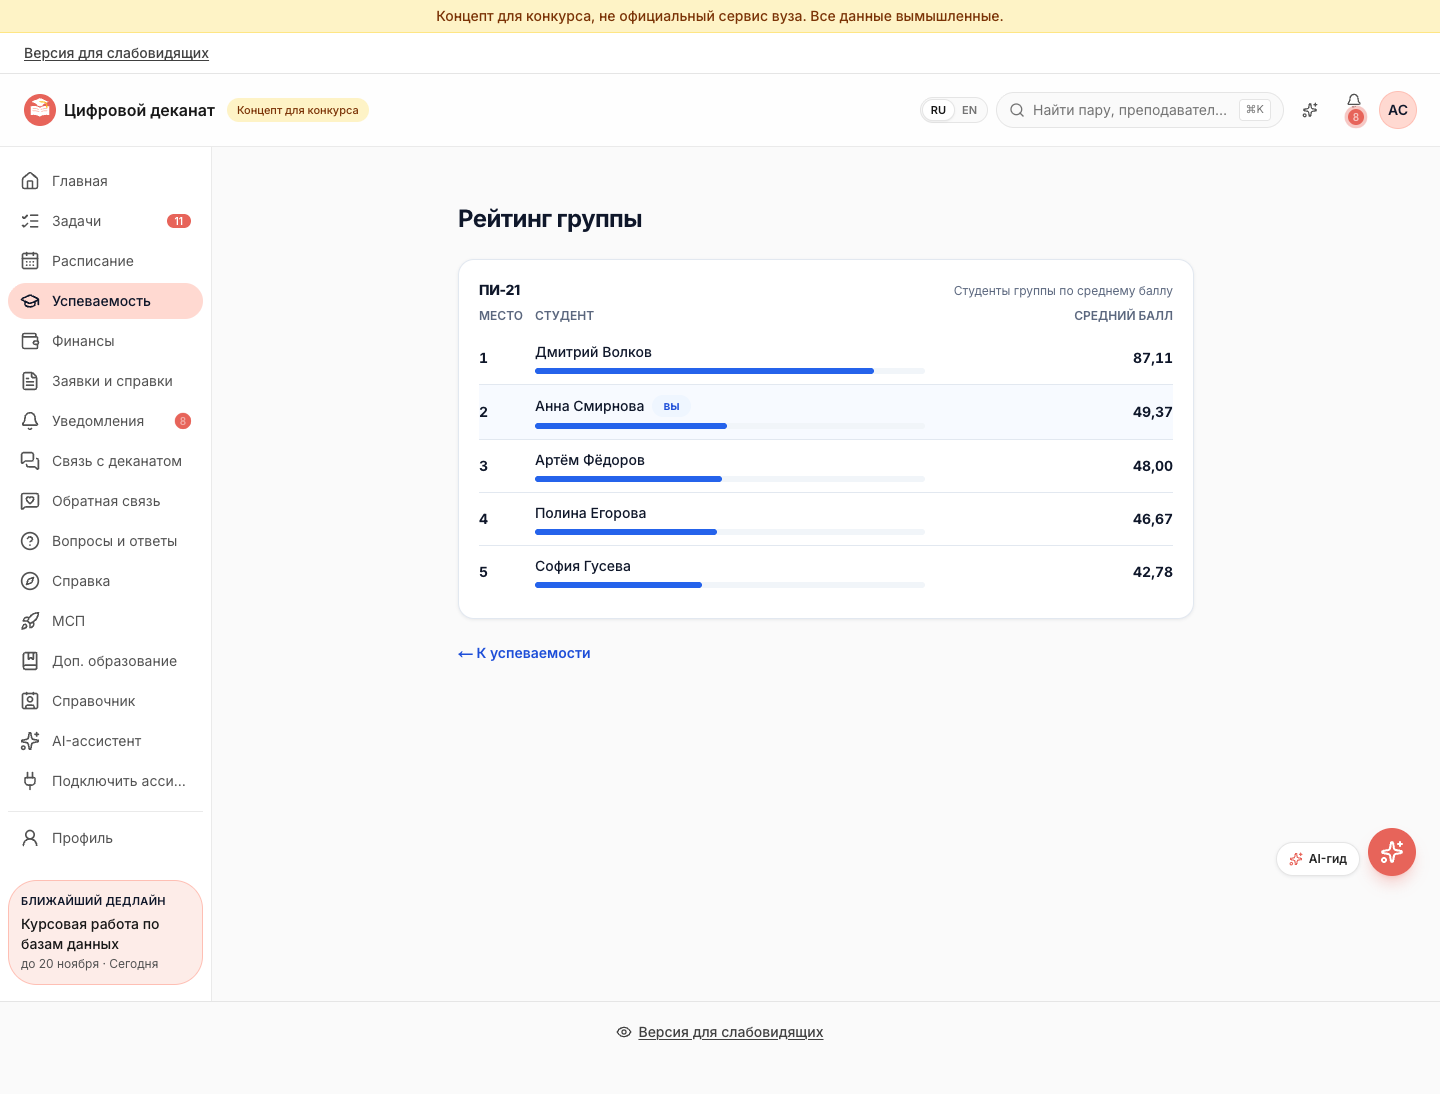 Концепт для конкурса, не официальный сервис вуза. Все данные вымышленные.
Версия для слабовидящих
Цифровой деканат
Концепт для конкурса
RU EN
Найти пару, преподавател...
⌘K
8
АС
Главная
Задачи 11
Расписание
Успеваемость
Финансы
Заявки и справки
Уведомления 8
Связь с деканатом
Обратная связь
Вопросы и ответы
Справка
МСП
Доп. образование
Справочник
AI-ассистент
Подключить асси...
Профиль
БЛИЖАЙШИЙ ДЕДЛАЙН
Курсовая работа по
базам данных
до 20 ноября · Сегодня
Рейтинг группы
ПИ-21 Студенты группы по среднему баллу
МЕСТО СТУДЕНТ СРЕДНИЙ БАЛЛ
1 Дмитрий Волков 87,11
2 Анна Смирнова ВЫ 49,37
3 Артём Фёдоров 48,00
4 Полина Егорова 46,67
5 София Гусева 42,78
← К успеваемости
AI-гид
Версия для слабовидящих